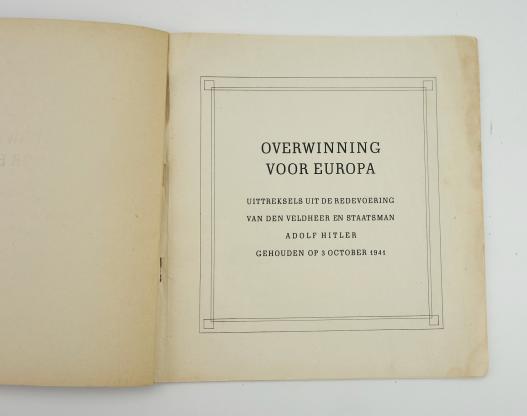 OVERWINNING
VOOR EUROPA
UITTREKSELS UIT DE REDEVOERING
VAN DEN VELDHEER EN STAATSMAN
ADOLF HITLER
GEHOUDEN OP 3 OCTOBER 1941